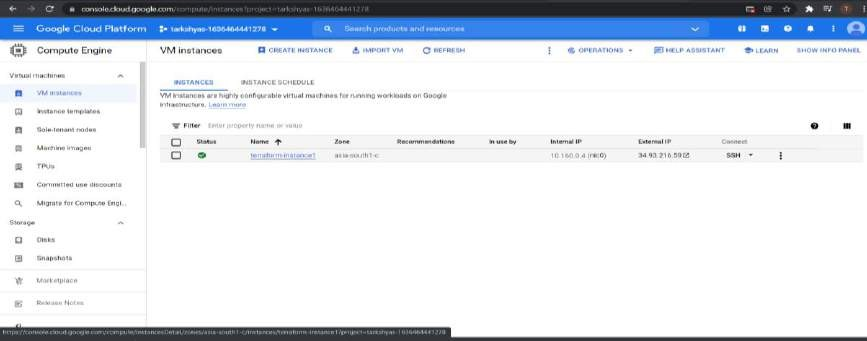 console.cloud.google.com/compute/instances?project=tarkshyas-1636464441278
Google Cloud Platform tarkshyas-1636464441278 Search products and resources
Compute Engine VM instances CREATE INSTANCE IMPORT VM REFRESH OPERATIONS HELP ASSISTANT LEARN SHOW INFO PANEL
Virtual machines
VM instances
Instance templates
Sole-tenant nodes
Machine images
TPUs
Committed use discounts
Migrate for Compute Engi...
Storage
Disks
Snapshots
Marketplace
Release Notes
INSTANCES INSTANCE SCHEDULE
VM instances are highly configurable virtual machines for running workloads on Google
infrastructure. Learn more
Filter Enter property name or value
Status Name Zone Recommendations In use by Internal IP External IP Connect
terraform-instance1 asia-south1-c 10.160.0.4 (nic0) 34.93.216.59 SSH
https://console.cloud.google.com/compute/instancesDetail/zones/asia-south1-c/instances/terraform-instance1?project=tarkshyas-1636464441278